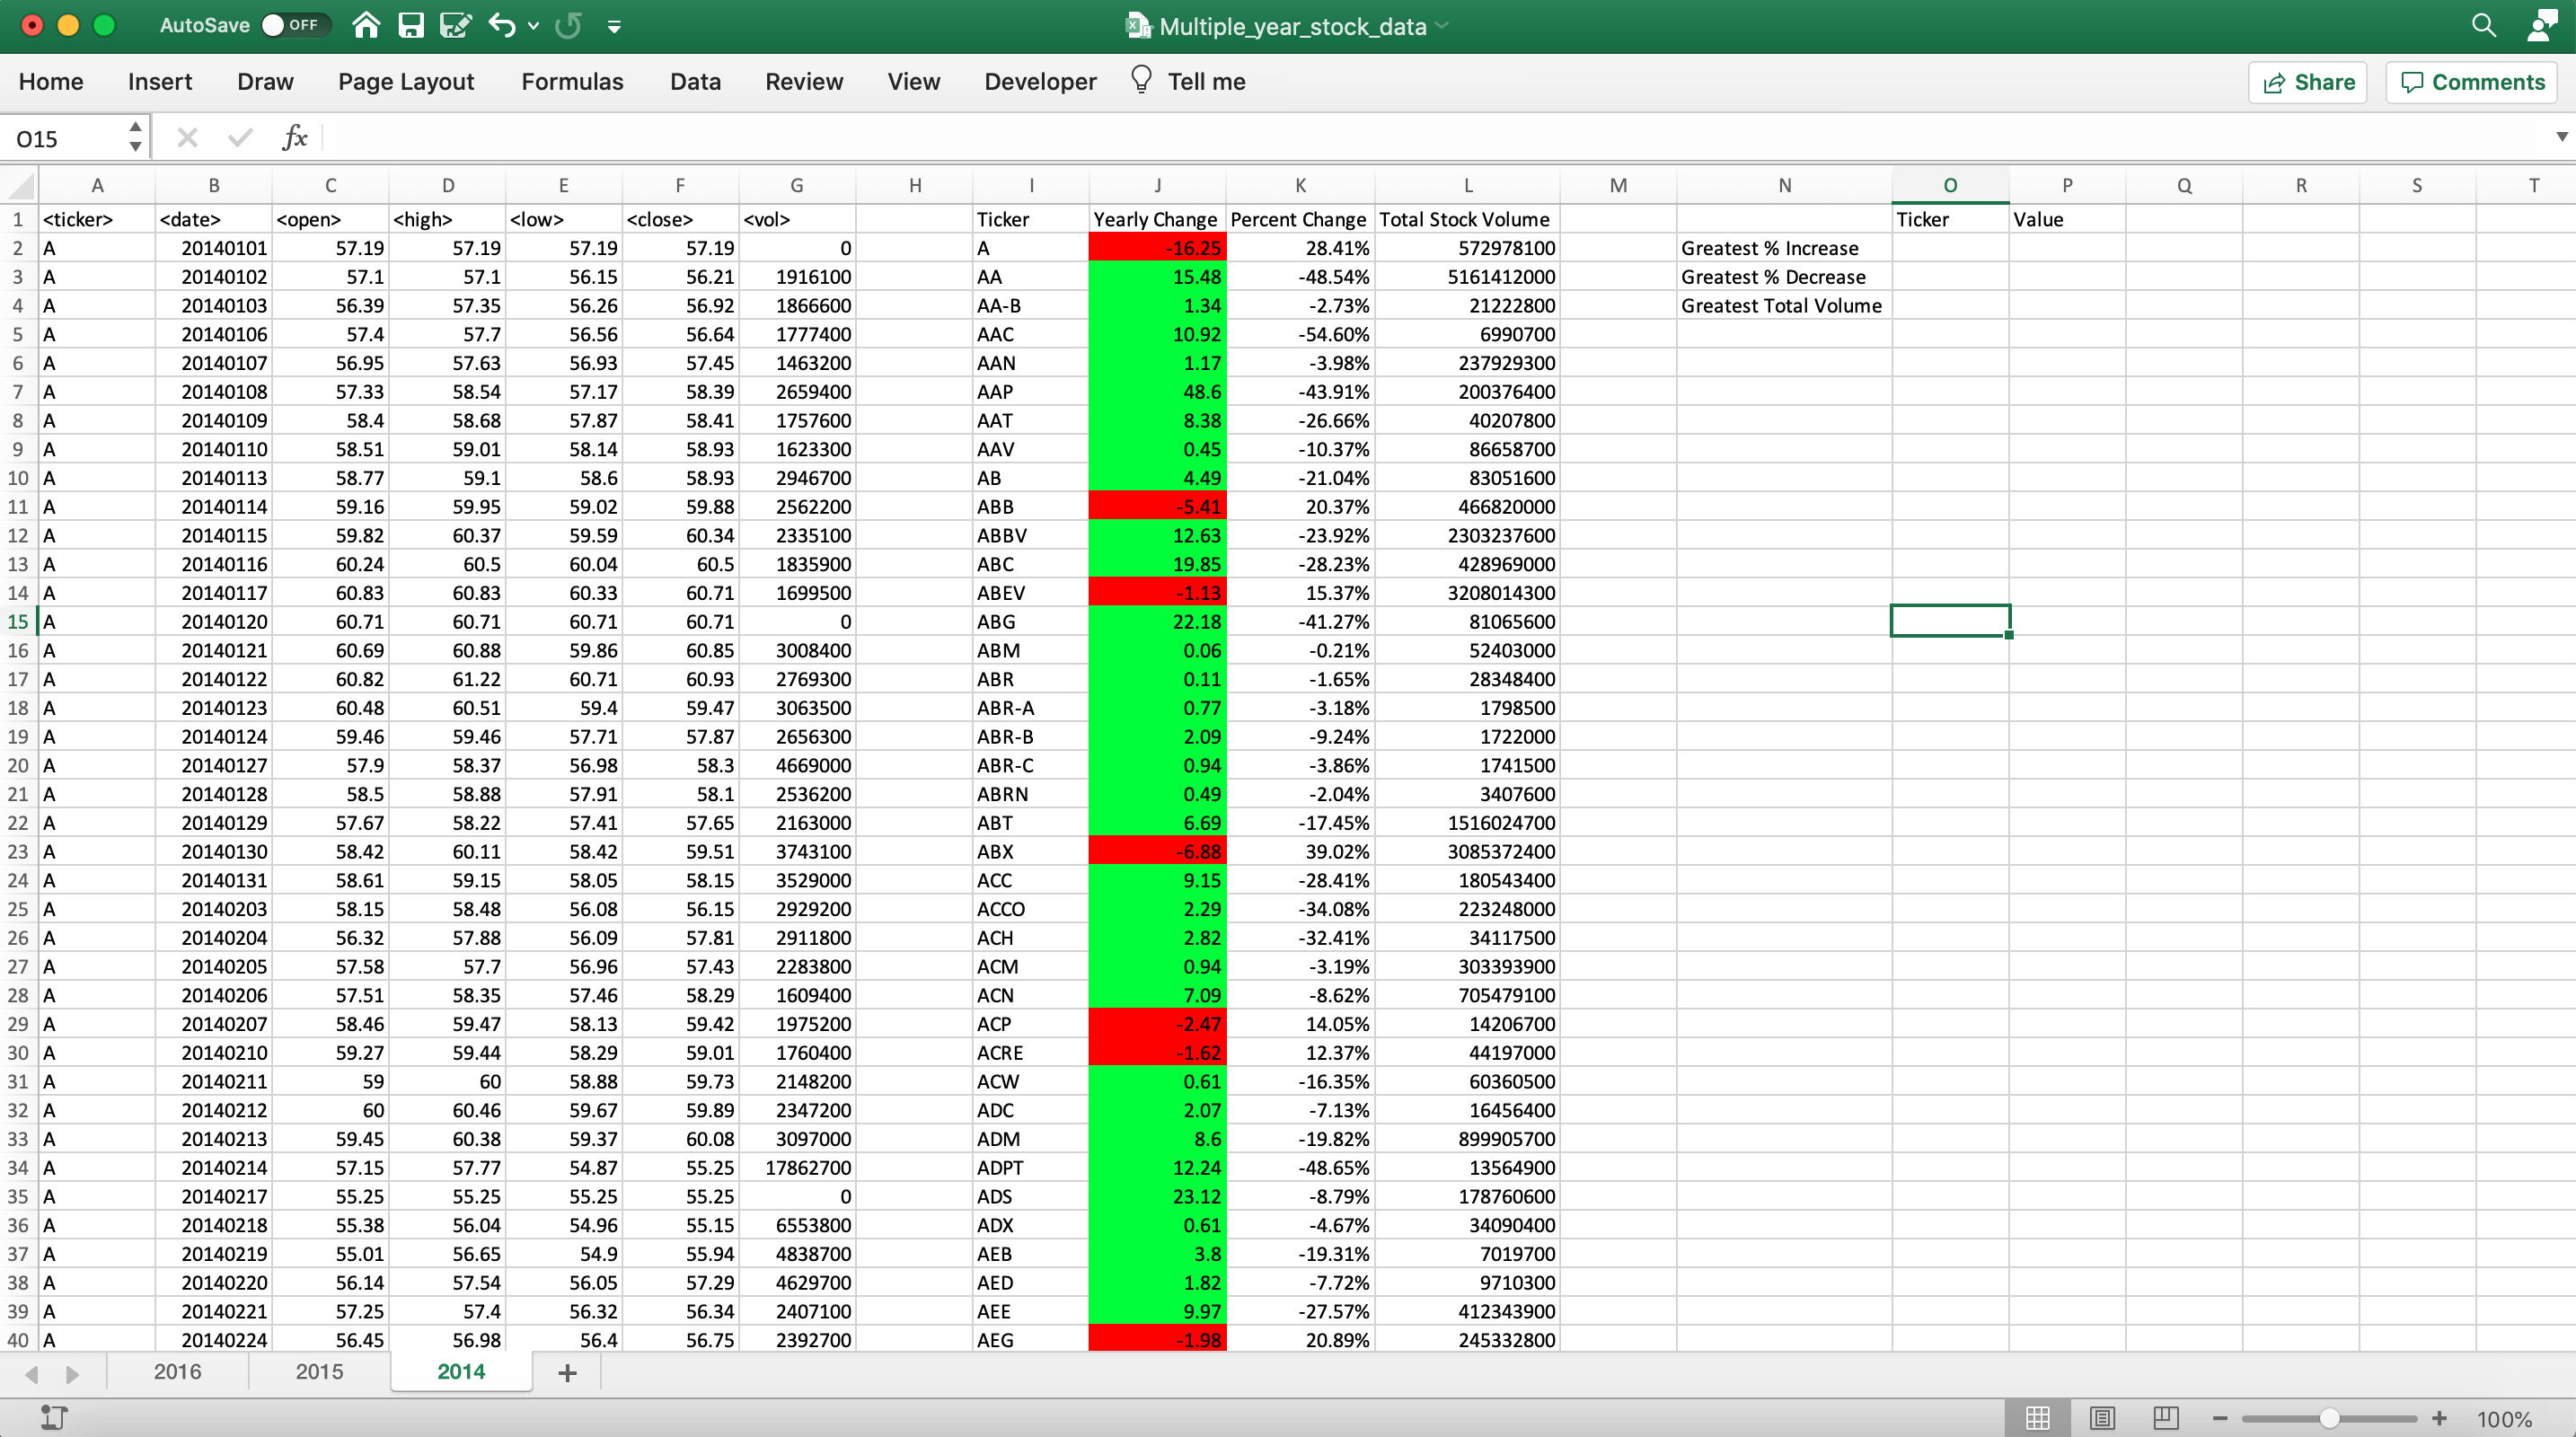 AutoSave OFF Multiple_year_stock_data
Home Insert Draw Page Layout Formulas Data Review View Developer Tell me Share Comments
O15 fx
A B C D E F G H I J K L M N O P Q R S T
1 <ticker> <date> <open> <high> <low> <close> <vol> Ticker Yearly Change Percent Change Total Stock Volume Ticker Value
2 A 20140101 57.19 57.19 57.19 57.19 0 A -16.25 28.41% 572978100 Greatest % Increase
3 A 20140102 57.1 57.1 56.15 56.21 1916100 AA 15.48 -48.54% 5161412000 Greatest % Decrease
4 A 20140103 56.39 57.35 56.26 56.92 1866600 AA-B 1.34 -2.73% 21222800 Greatest Total Volume
5 A 20140106 57.4 57.7 56.56 56.64 1777400 AAC 10.92 -54.60% 6990700
6 A 20140107 56.95 57.63 56.93 57.45 1463200 AAN 1.17 -3.98% 237929300
7 A 20140108 57.33 58.54 57.17 58.39 2659400 AAP 48.6 -43.91% 200376400
8 A 20140109 58.4 58.68 57.87 58.41 1757600 AAT 8.38 -26.66% 40207800
9 A 20140110 58.51 59.01 58.14 58.93 1623300 AAV 0.45 -10.37% 86658700
10 A 20140113 58.77 59.1 58.6 58.93 2946700 AB 4.49 -21.04% 83051600
11 A 20140114 59.16 59.95 59.02 59.88 2562200 ABB -5.41 20.37% 466820000
12 A 20140115 59.82 60.37 59.59 60.34 2335100 ABBV 12.63 -23.92% 2303237600
13 A 20140116 60.24 60.5 60.04 60.5 1835900 ABC 19.85 -28.23% 428969000
14 A 20140117 60.83 60.83 60.33 60.71 1699500 ABEV -1.13 15.37% 3208014300
15 A 20140120 60.71 60.71 60.71 60.71 0 ABG 22.18 -41.27% 81065600
16 A 20140121 60.69 60.88 59.86 60.85 3008400 ABM 0.06 -0.21% 52403000
17 A 20140122 60.82 61.22 60.71 60.93 2769300 ABR 0.11 -1.65% 28348400
18 A 20140123 60.48 60.51 59.4 59.47 3063500 ABR-A 0.77 -3.18% 1798500
19 A 20140124 59.46 59.46 57.71 57.87 2656300 ABR-B 2.09 -9.24% 1722000
20 A 20140127 57.9 58.37 56.98 58.3 4669000 ABR-C 0.94 -3.86% 1741500
21 A 20140128 58.5 58.88 57.91 58.1 2536200 ABRN 0.49 -2.04% 3407600
22 A 20140129 57.67 58.22 57.41 57.65 2163000 ABT 6.69 -17.45% 1516024700
23 A 20140130 58.42 60.11 58.42 59.51 3743100 ABX -6.88 39.02% 3085372400
24 A 20140131 58.61 59.15 58.05 58.15 3529000 ACC 9.15 -28.41% 180543400
25 A 20140203 58.15 58.48 56.08 56.15 2929200 ACCO 2.29 -34.08% 223248000
26 A 20140204 56.32 57.88 56.09 57.81 2911800 ACH 2.82 -32.41% 34117500
27 A 20140205 57.58 57.7 56.96 57.43 2283800 ACM 0.94 -3.19% 303393900
28 A 20140206 57.51 58.35 57.46 58.29 1609400 ACN 7.09 -8.62% 705479100
29 A 20140207 58.46 59.47 58.13 59.42 1975200 ACP -2.47 14.05% 14206700
30 A 20140210 59.27 59.44 58.29 59.01 1760400 ACRE -1.62 12.37% 44197000
31 A 20140211 59 60 58.88 59.73 2148200 ACW 0.61 -16.35% 60360500
32 A 20140212 60 60.46 59.67 59.89 2347200 ADC 2.07 -7.13% 16456400
33 A 20140213 59.45 60.38 59.37 60.08 3097000 ADM 8.6 -19.82% 899905700
34 A 20140214 57.15 57.77 54.87 55.25 17862700 ADPT 12.24 -48.65% 13564900
35 A 20140217 55.25 55.25 55.25 55.25 0 ADS 23.12 -8.79% 178760600
36 A 20140218 55.38 56.04 54.96 55.15 6553800 ADX 0.61 -4.67% 34090400
37 A 20140219 55.01 56.65 54.9 55.94 4838700 AEB 3.8 -19.31% 7019700
38 A 20140220 56.14 57.54 56.05 57.29 4629700 AED 1.82 -7.72% 9710300
39 A 20140221 57.25 57.4 56.32 56.34 2407100 AEE 9.97 -27.57% 412343900
40 A 20140224 56.45 56.98 56.4 56.75 2392700 AEG -1.98 20.89% 245332800
2016 2015 2014 +
100%